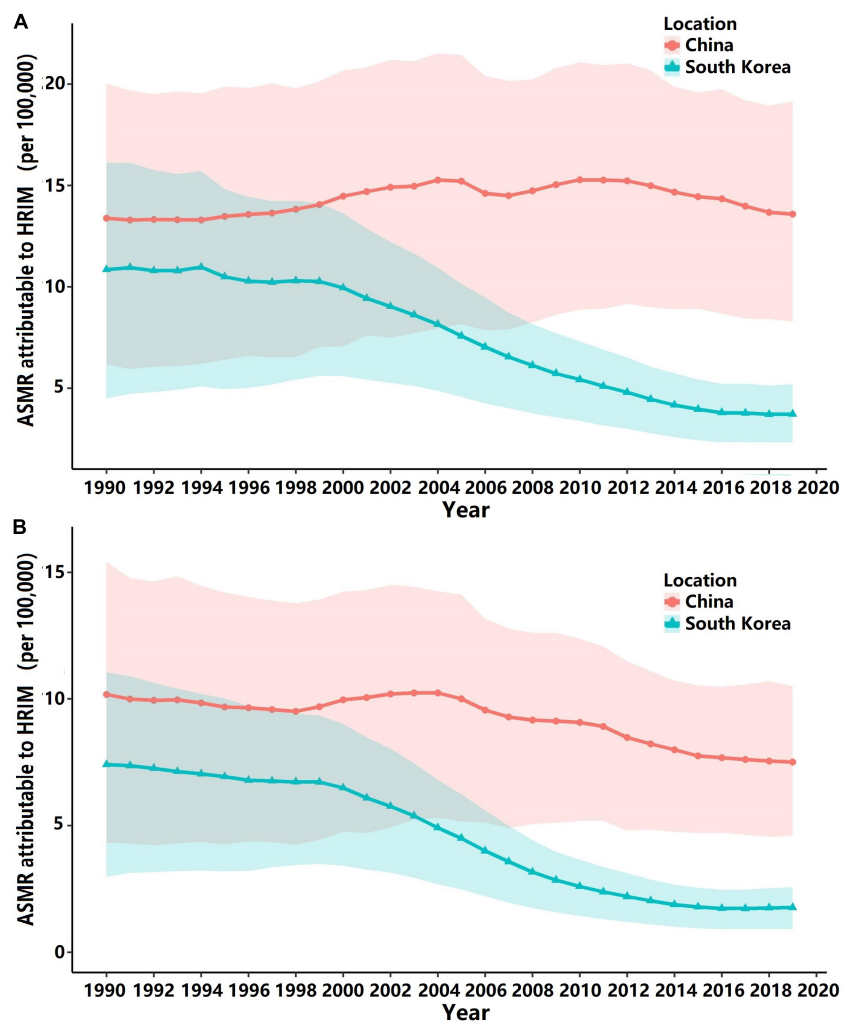 A
Location
China
South Korea
ASMR attributable to HRIM (per 100,000)
20
15
10
5
1990 1992 1994 1996 1998 2000 2002 2004 2006 2008 2010 2012 2014 2016 2018 2020
Year
B
Location
China
South Korea
ASMR attributable to HRIM (per 100,000)
15
10
5
0
1990 1992 1994 1996 1998 2000 2002 2004 2006 2008 2010 2012 2014 2016 2018 2020
Year